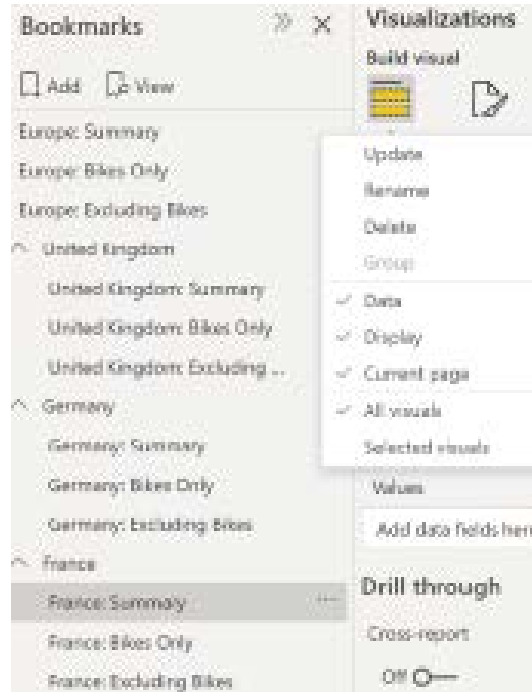 Bookmarks
Add View
Europe: Summary
Europe: Bikes Only
Europe: Excluding Bikes
United Kingdom
United Kingdom: Summary
United Kingdom: Bikes Only
United Kingdom: Excluding ...
Germany
Germany: Summary
Germany: Bikes Only
Germany: Excluding Bikes
France
France: Summary
France: Bikes Only
France: Excluding Bikes
Visualizations
Build visual
Update
Rename
Delete
Group
Data
Display
Current page
All visuals
Selected visuals
Values
Add data fields here
Drill through
Cross-report
Off